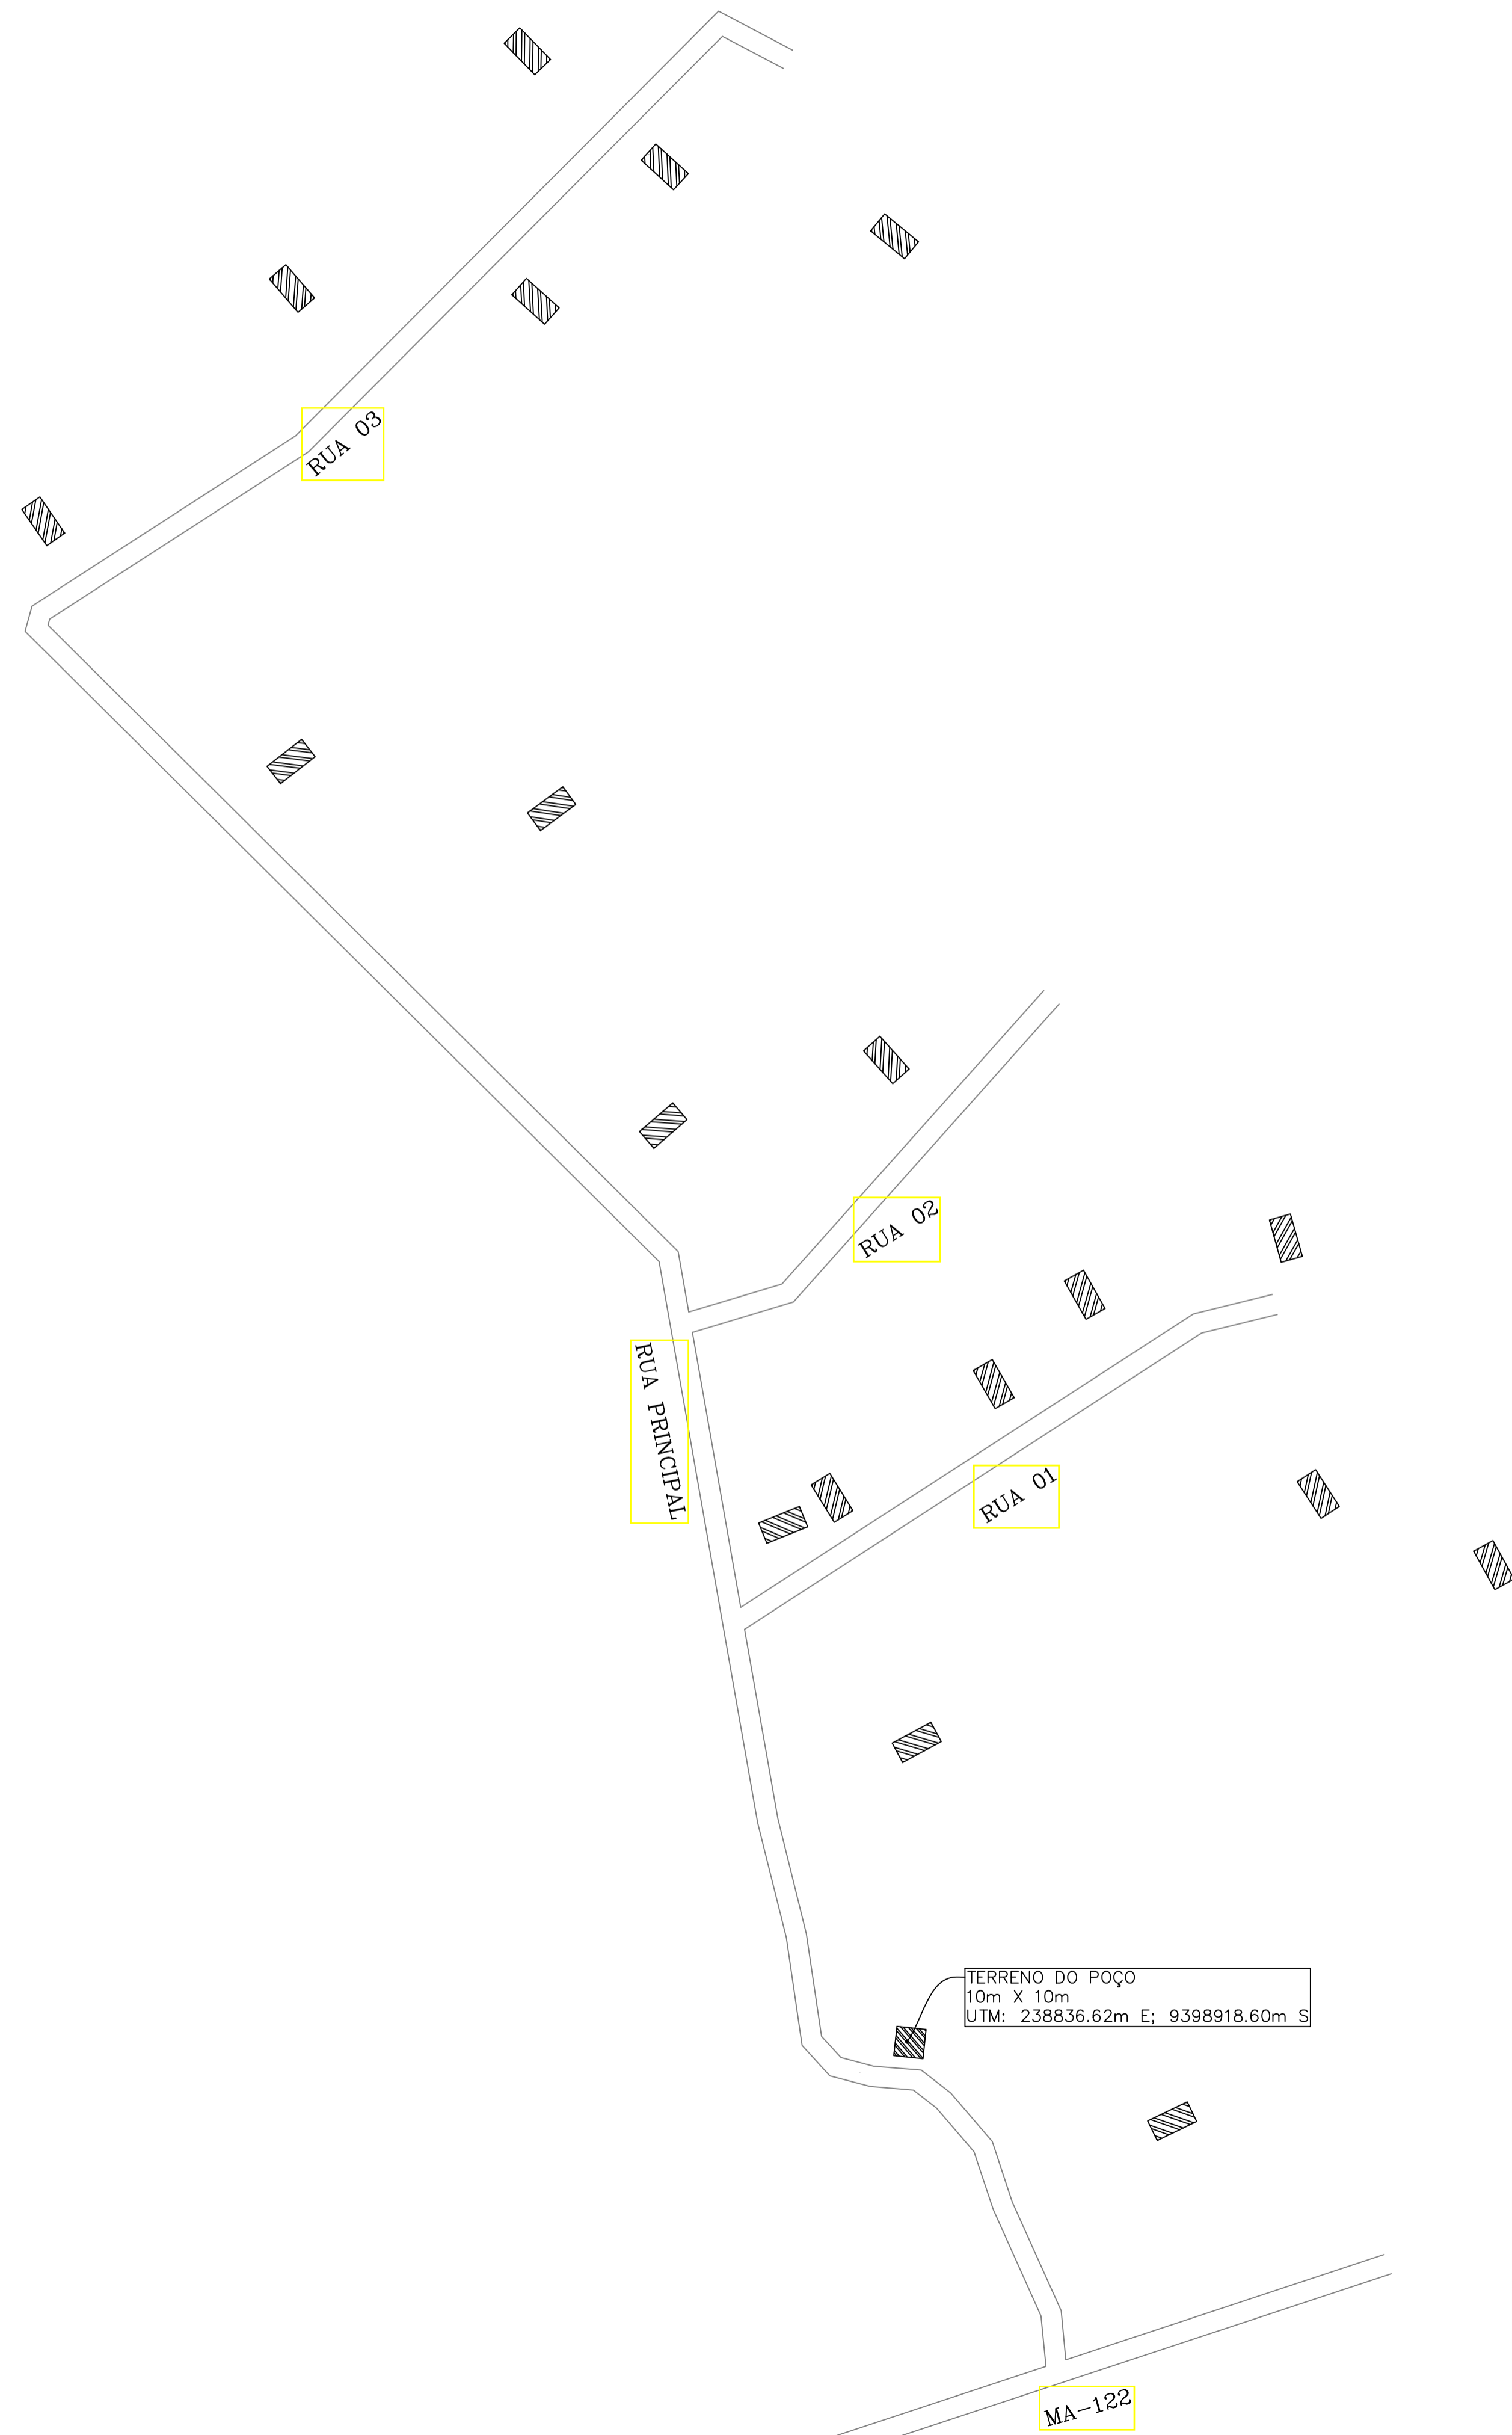 RUA 03
RUA 02
RUA PRINCIPAL
RUA 01
TERRENO DO POÇO
10m X 10m
UTM: 238836.62m E; 9398918.60m S
MA-122